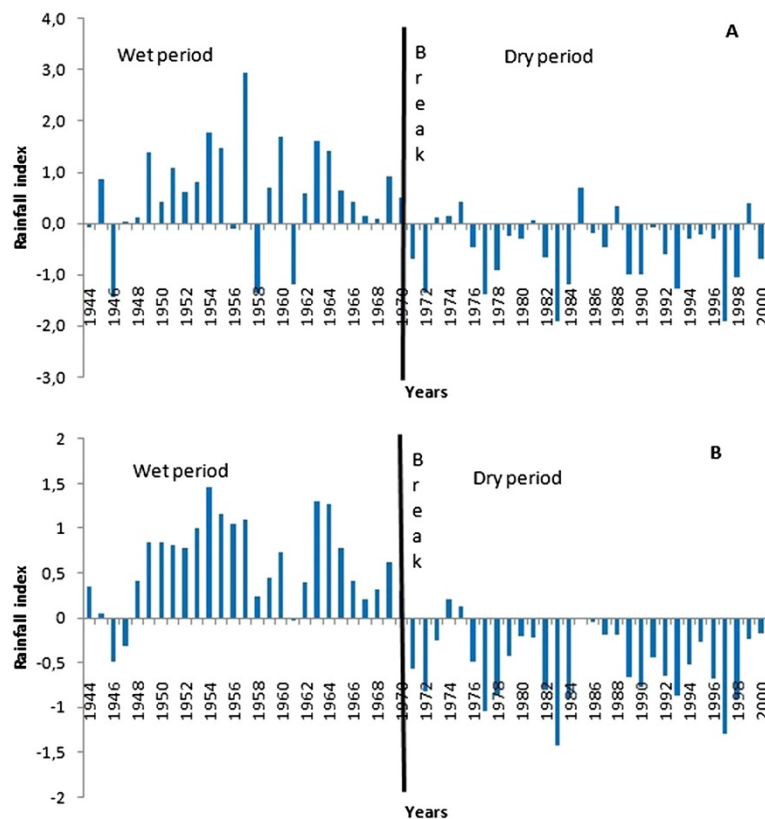 4,0
A
Wet period
B
r
e
a
k
Dry period
3,0
2,0
1,0
0,0
-1,0
-2,0
-3,0
Rainfall index
1944 1946 1948 1950 1952 1954 1956 1958 1960 1962 1964 1966 1968 1970 1972 1974 1976 1978 1980 1982 1984 1986 1988 1990 1992 1994 1996 1998 2000
Years
2
B
Wet period
B
r
e
a
k
Dry period
1,5
1
0,5
0
-0,5
-1
-1,5
-2
Rainfall index
1944 1946 1948 1950 1952 1954 1956 1958 1960 1962 1964 1966 1968 1970 1972 1974 1976 1978 1980 1982 1984 1986 1988 1990 1992 1994 1996 1998 2000
Years